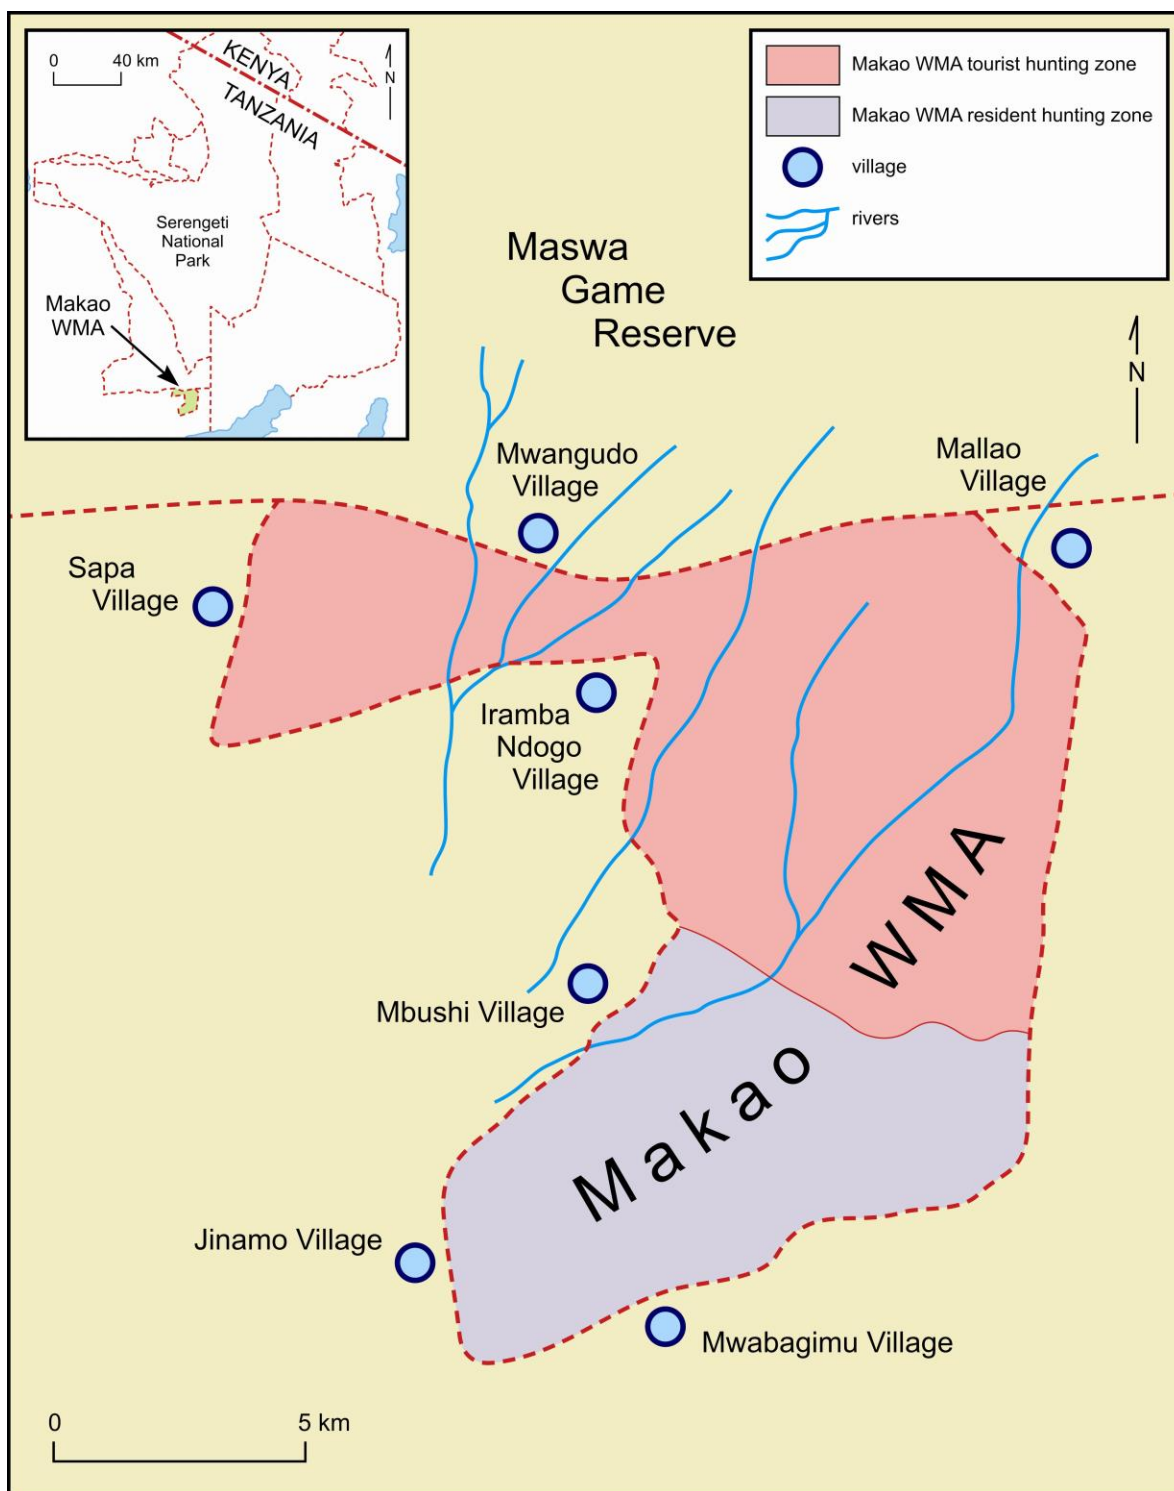 0 40 km
N
KENYA
TANZANIA
Serengeti
National
Park
Makao
WMA
Makao WMA tourist hunting zone
Makao WMA resident hunting zone
village
rivers
Maswa
Game
Reserve
N
Mwangudo
Village
Mallao
Village
Sapa
Village
Iramba
Ndogo
Village
WMA
Mbushi Village
Makao
Jinamo Village
Mwabagimu Village
0 5 km